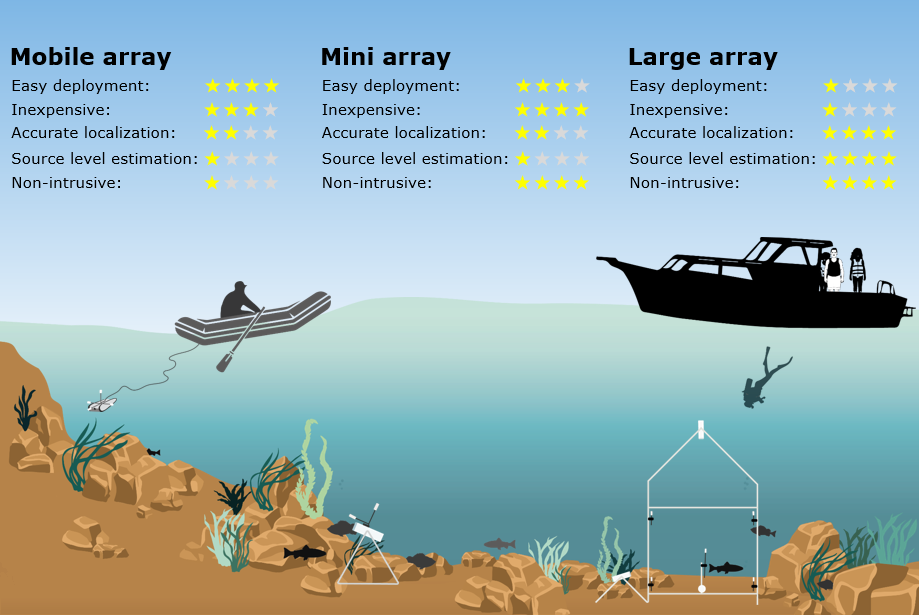 Mobile array
Easy deployment:
Inexpensive:
Accurate localization:
Source level estimation:
Non-intrusive:
Mini array
Easy deployment:
Inexpensive:
Accurate localization:
Source level estimation:
Non-intrusive:
Large array
Easy deployment:
Inexpensive:
Accurate localization:
Source level estimation:
Non-intrusive: